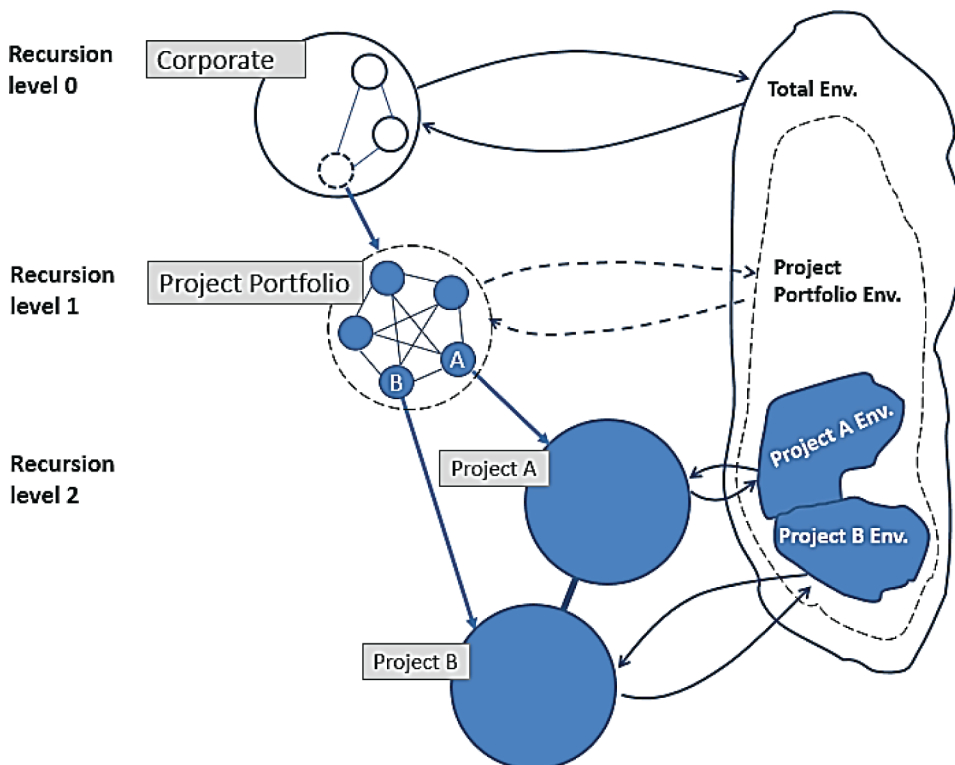 Recursion
level 0
Corporate
Total Env.
Recursion
level 1
Project Portfolio
Project
Portfolio Env.
A
B
Recursion
level 2
Project A
Project A Env.
Project B Env.
Project B